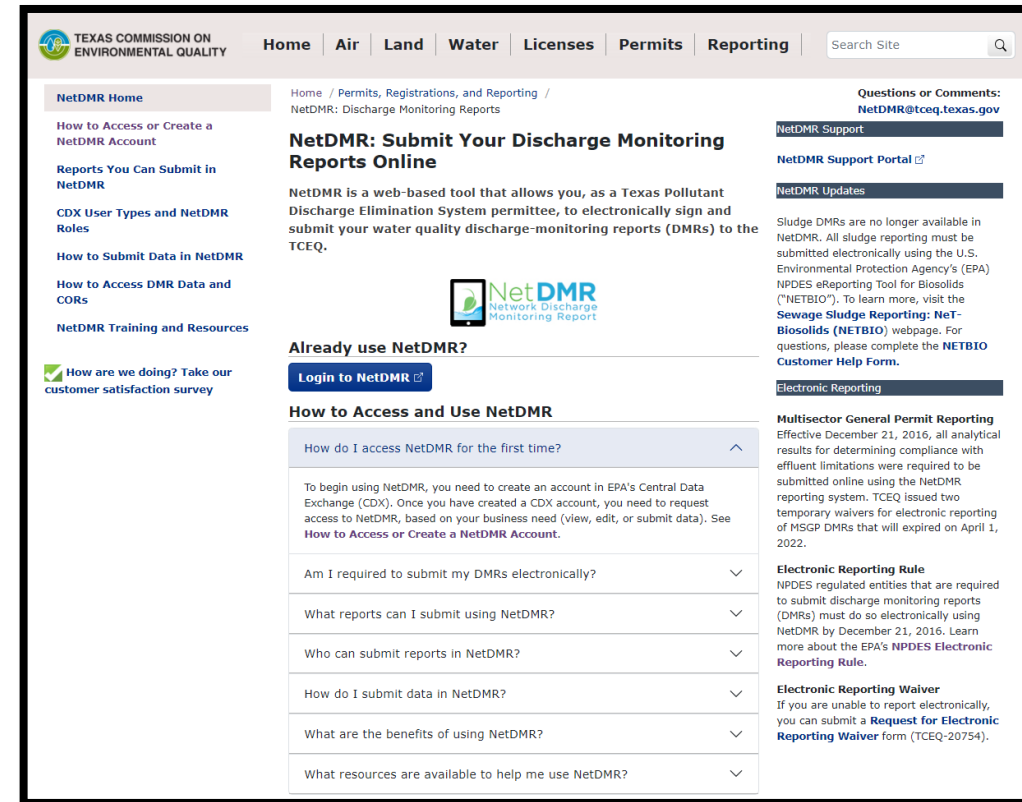 TEXAS COMMISSION ON
ENVIRONMENTAL QUALITY
Home Air Land Water Licenses Permits Reporting
Search Site
NetDMR Home
How to Access or Create a
NetDMR Account
Reports You Can Submit in
NetDMR
CDX User Types and NetDMR
Roles
How to Submit Data in NetDMR
How to Access DMR Data and
CORs
NetDMR Training and Resources
How are we doing? Take our
customer satisfaction survey
Home / Permits, Registrations, and Reporting /
NetDMR: Discharge Monitoring Reports
NetDMR: Submit Your Discharge Monitoring
Reports Online
NetDMR is a web-based tool that allows you, as a Texas Pollutant
Discharge Elimination System permittee, to electronically sign and
submit your water quality discharge-monitoring reports (DMRs) to the
TCEQ.
NetDMR
Network Discharge
Monitoring Report
Already use NetDMR?
Login to NetDMR
How to Access and Use NetDMR
How do I access NetDMR for the first time?
To begin using NetDMR, you need to create an account in EPA's Central Data
Exchange (CDX). Once you have created a CDX account, you need to request
access to NetDMR, based on your business need (view, edit, or submit data). See
How to Access or Create a NetDMR Account.
Am I required to submit my DMRs electronically?
What reports can I submit using NetDMR?
Who can submit reports in NetDMR?
How do I submit data in NetDMR?
What are the benefits of using NetDMR?
What resources are available to help me use NetDMR?
Questions or Comments:
NetDMR@tceq.texas.gov
NetDMR Support
NetDMR Support Portal
NetDMR Updates
Sludge DMRs are no longer available in
NetDMR. All sludge reporting must be
submitted electronically using the U.S.
Environmental Protection Agency's (EPA)
NPDES eReporting Tool for Biosolids
("NETBIO"). To learn more, visit the
Sewage Sludge Reporting: NeT-
Biosolids (NETBIO) webpage. For
questions, please complete the NETBIO
Customer Help Form.
Electronic Reporting
Multisector General Permit Reporting
Effective December 21, 2016, all analytical
results for determining compliance with
effluent limitations were required to be
submitted online using the NetDMR
reporting system. TCEQ issued two
temporary waivers for electronic reporting
of MSGP DMRs that will expired on April 1,
2022.
Electronic Reporting Rule
NPDES regulated entities that are required
to submit discharge monitoring reports
(DMRs) must do so electronically using
NetDMR by December 21, 2016. Learn
more about the EPA's NPDES Electronic
Reporting Rule.
Electronic Reporting Waiver
If you are unable to report electronically,
you can submit a Request for Electronic
Reporting Waiver form (TCEQ-20754).